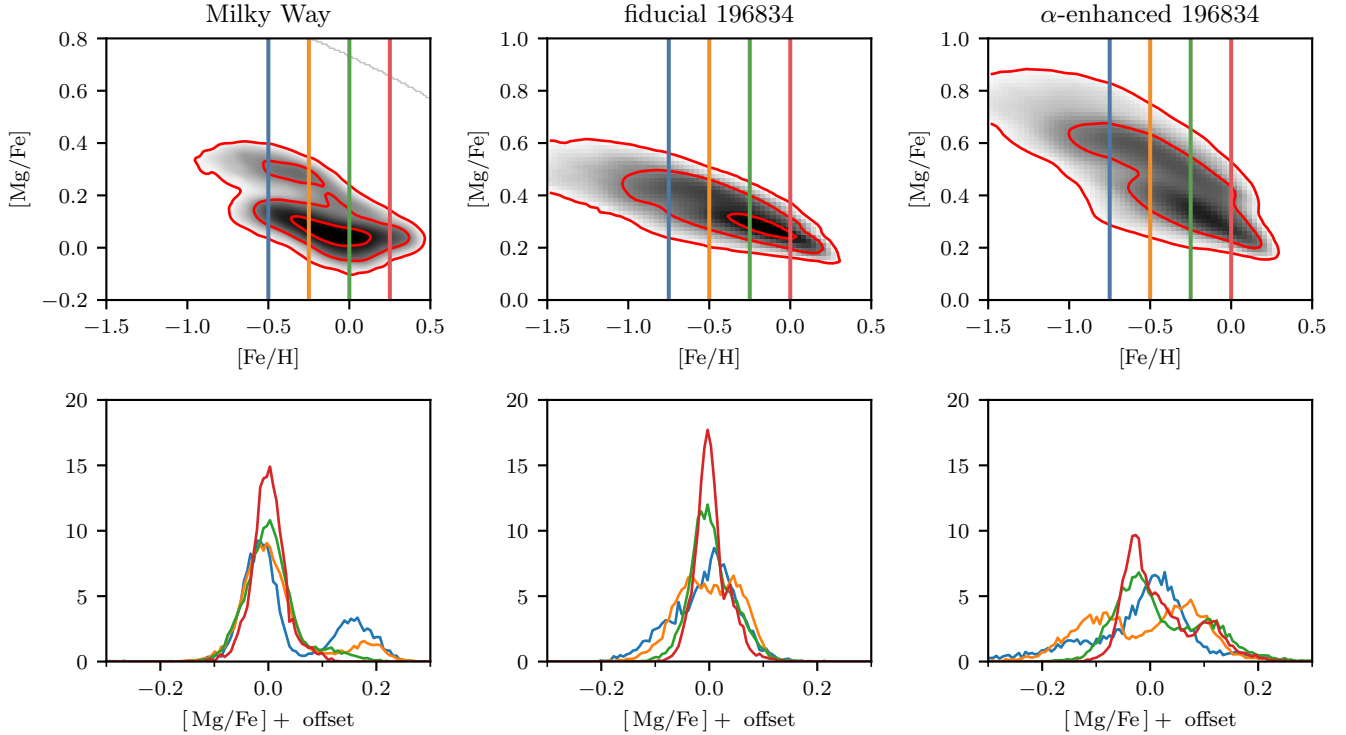 Milky Way
fiducial 196834
α-enhanced 196834
0.8
0.6
0.4
0.2
0.0
−0.2
[Mg/Fe]
−1.5 −1.0 −0.5 0.0 0.5
[Fe/H]
1.0
0.8
0.6
0.4
0.2
0.0
[Mg/Fe]
−1.5 −1.0 −0.5 0.0 0.5
[Fe/H]
1.0
0.8
0.6
0.4
0.2
0.0
[Mg/Fe]
−1.5 −1.0 −0.5 0.0 0.5
[Fe/H]
20
15
10
5
0
−0.2 0.0 0.2
[Mg/Fe] + offset
20
15
10
5
0
−0.2 0.0 0.2
[Mg/Fe] + offset
20
15
10
5
0
−0.2 0.0 0.2
[Mg/Fe] + offset